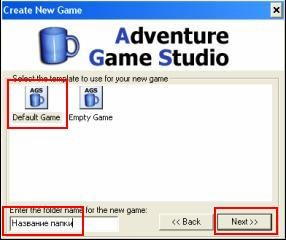 Create New Game
Adventure
Game Studio
Select the template to use for your new game
AGS
AGS
Default Game
Empty Game
Enter the folder name for the new game:
Название папки
<< Back
Next >>